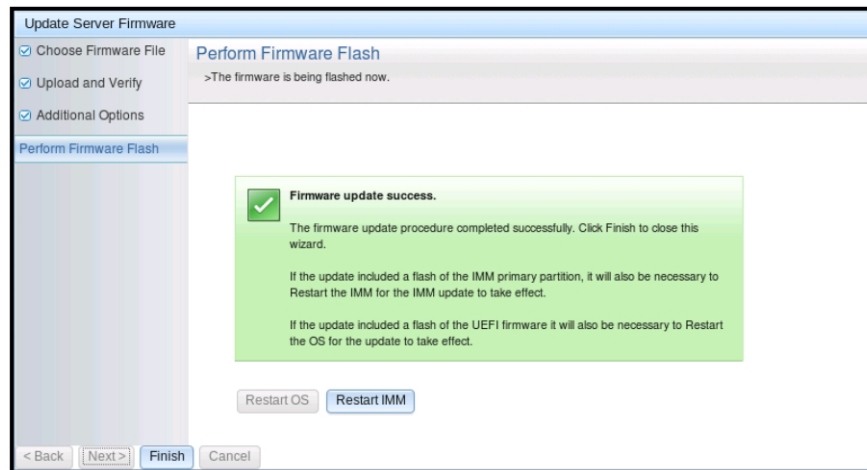 Update Server Firmware
Choose Firmware File
Upload and Verify
Additional Options
Perform Firmware Flash
Perform Firmware Flash
>The firmware is being flashed now.
Firmware update success.
The firmware update procedure completed successfully. Click Finish to close this
wizard.
If the update included a flash of the IMM primary partition, it will also be necessary to
Restart the IMM for the IMM update to take effect.
If the update included a flash of the UEFI firmware it will also be necessary to Restart
the OS for the update to take effect.
Restart OS Restart IMM
< Back Next > Finish Cancel